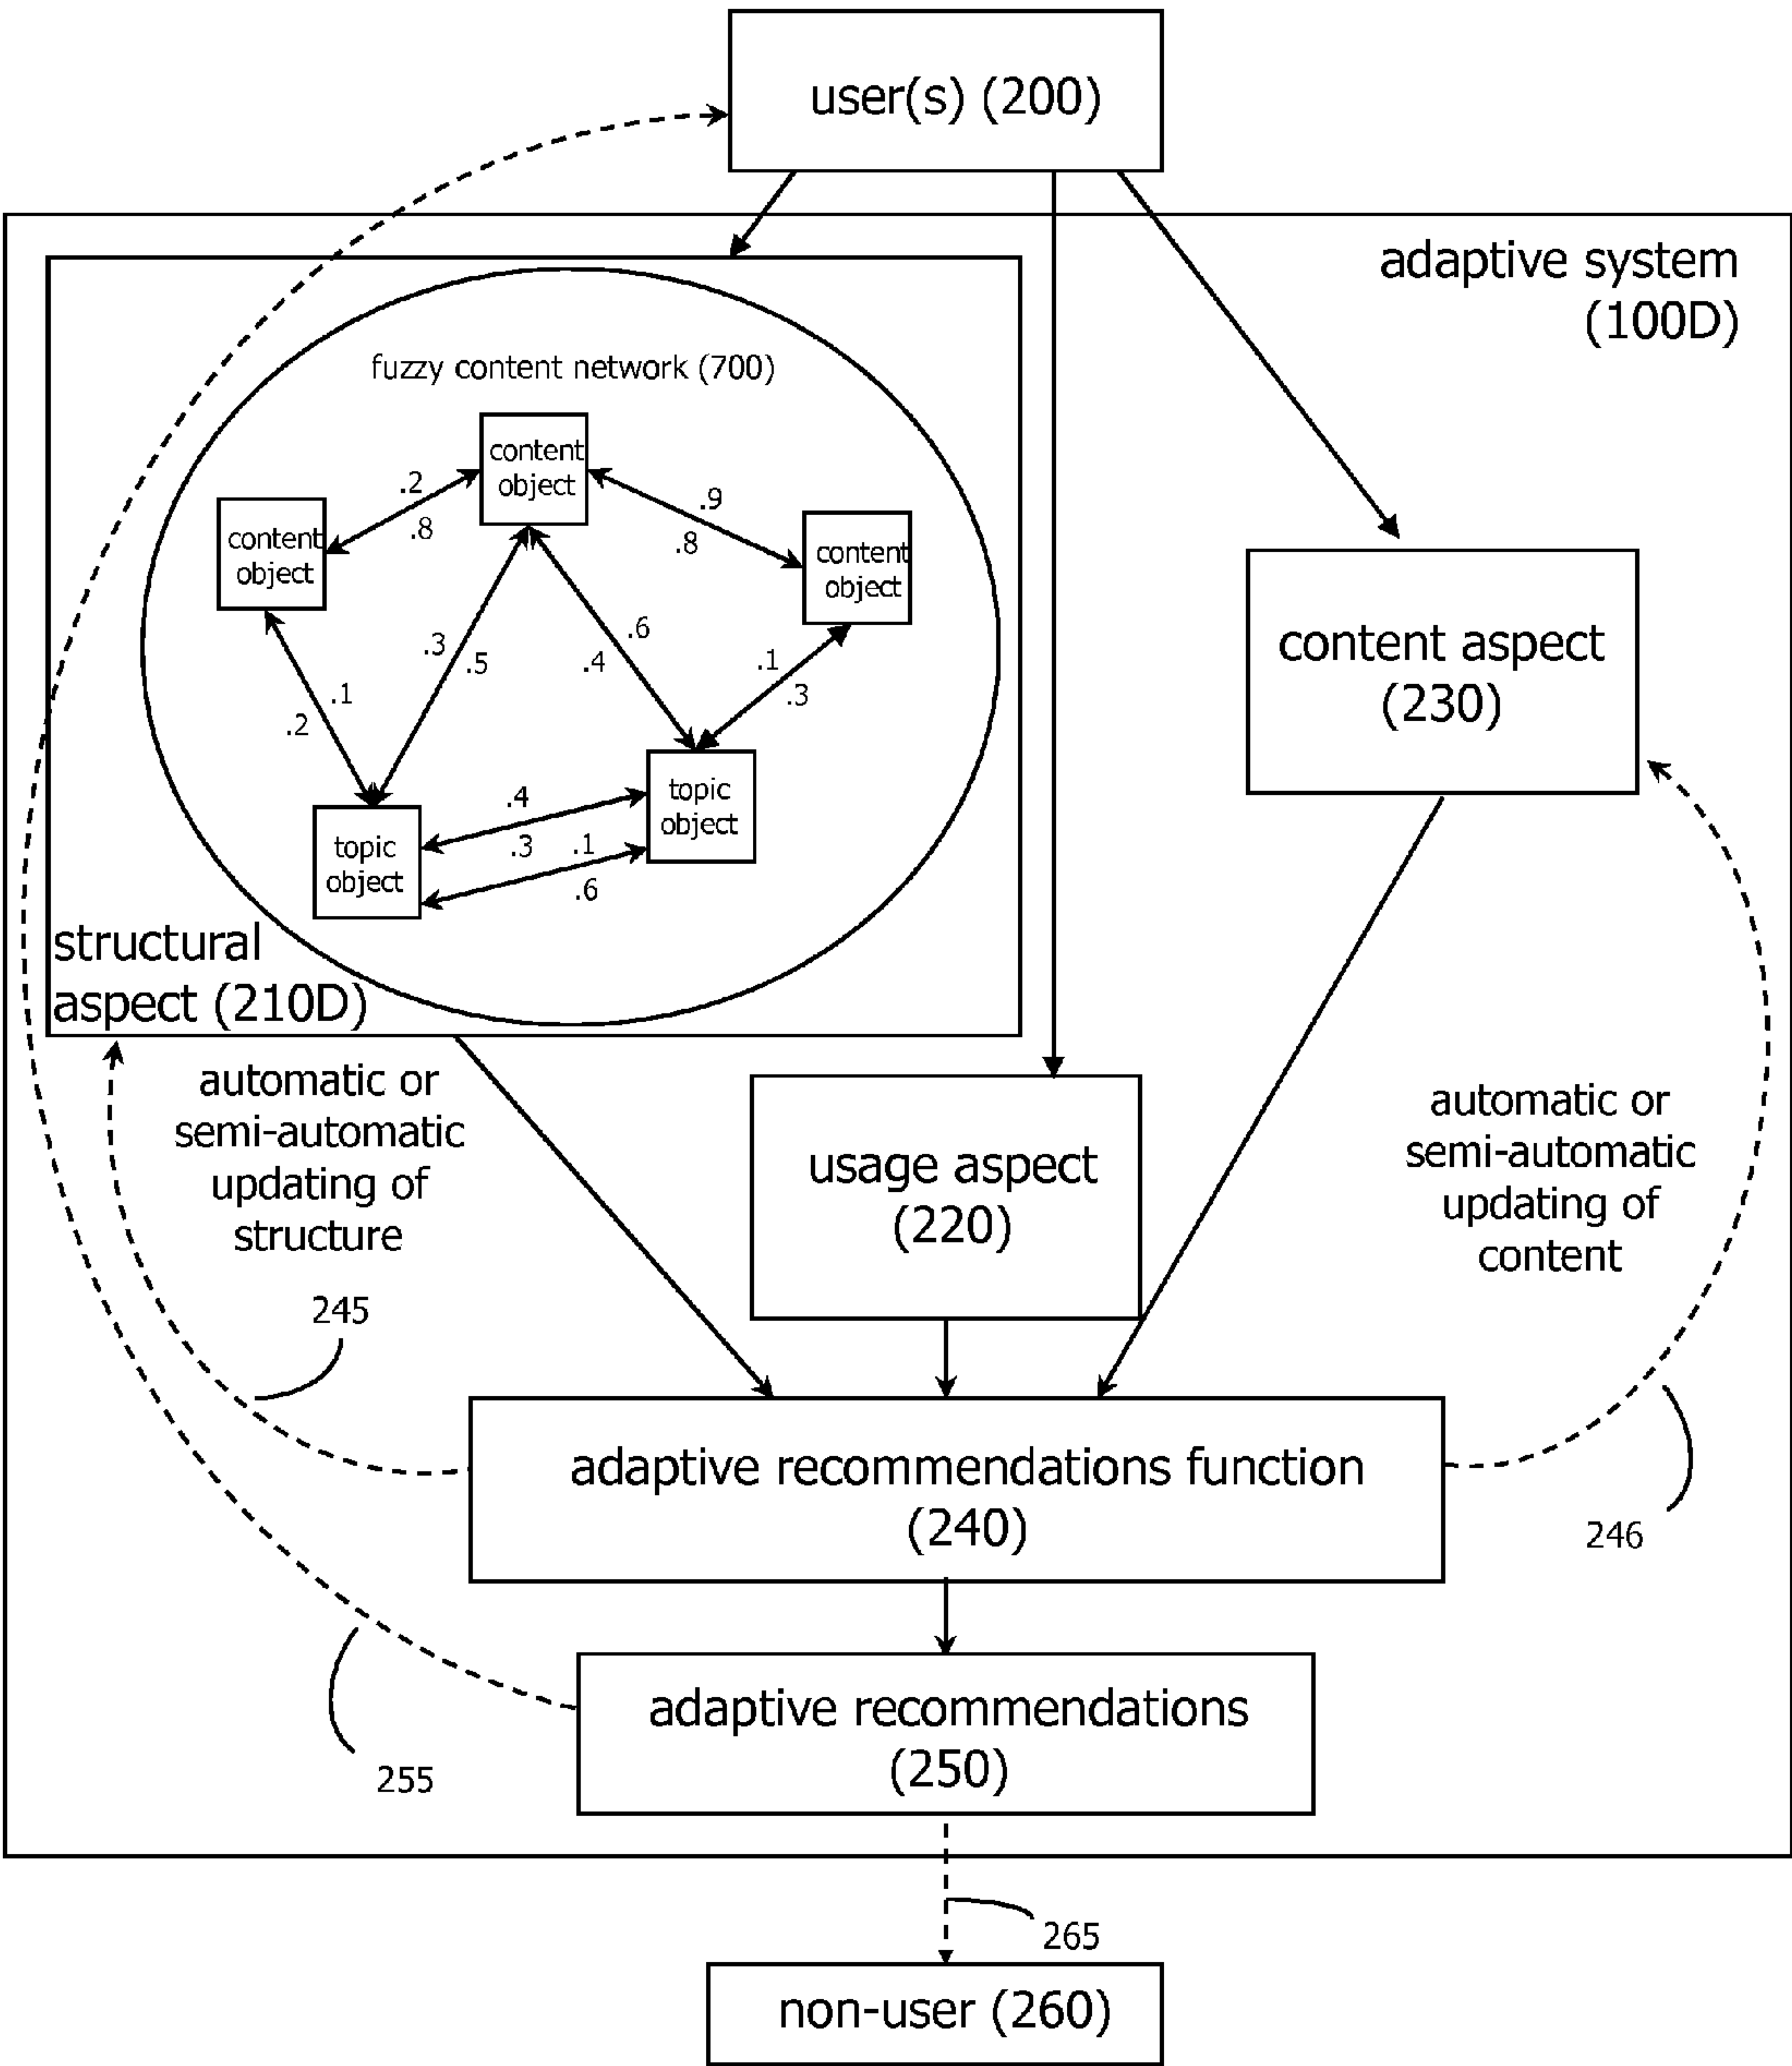 user(s) (200)
adaptive system
(100D)
fuzzy content network (700)
content
object
.2
.8
.9
.8
content
object
content
object
.3
.5
.6
.4
.1
.3
.1
.2
topic
object
.4
.3
.1
.6
topic
object
structural
aspect (210D)
content aspect
(230)
automatic or
semi-automatic
updating of
structure
usage aspect
(220)
automatic or
semi-automatic
updating of
content
245
adaptive recommendations function
(240)
246
adaptive recommendations
(250)
255
265
non-user (260)